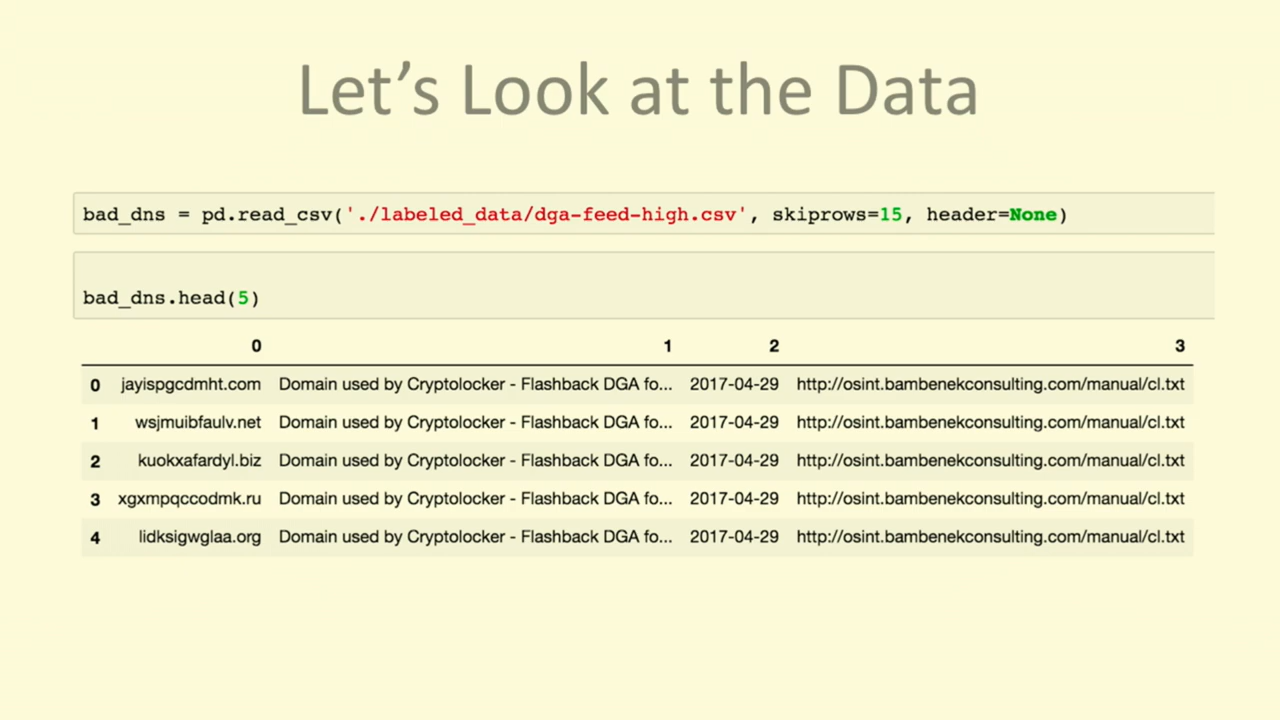 Let's Look at the Data
bad_dns = pd.read_csv('./labeled_data/dga-feed-high.csv', skiprows=15, header=None)
bad_dns.head(5)
0 1 2 3
0 jayispgcdmht.com Domain used by Cryptolocker - Flashback DGA fo... 2017-04-29 http://osint.bambenekconsulting.com/manual/cl.txt
1 wsjmuibfaulv.net Domain used by Cryptolocker - Flashback DGA fo... 2017-04-29 http://osint.bambenekconsulting.com/manual/cl.txt
2 kuokxafardyl.biz Domain used by Cryptolocker - Flashback DGA fo... 2017-04-29 http://osint.bambenekconsulting.com/manual/cl.txt
3 xgxmpqccodmk.ru Domain used by Cryptolocker - Flashback DGA fo... 2017-04-29 http://osint.bambenekconsulting.com/manual/cl.txt
4 lidksigwglaa.org Domain used by Cryptolocker - Flashback DGA fo... 2017-04-29 http://osint.bambenekconsulting.com/manual/cl.txt